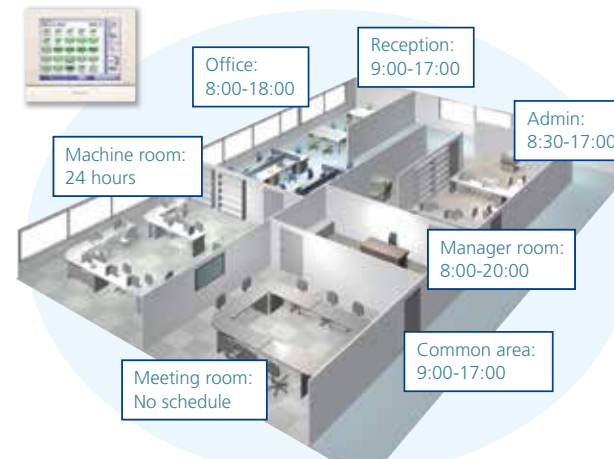 Reception:
9:00-17:00
Office:
8:00-18:00
Admin:
8:30-17:00
Machine room:
24 hours
Manager room:
8:00-20:00
Common area:
9:00-17:00
Meeting room:
No schedule